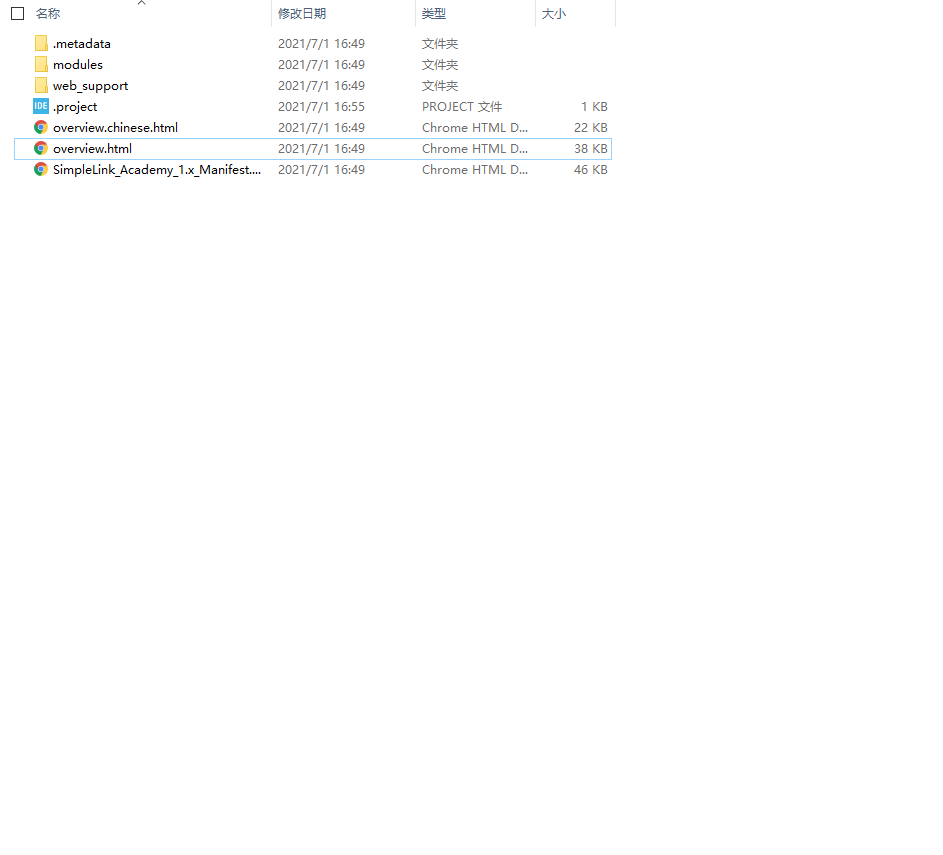 名称 修改日期 类型 大小
.metadata 2021/7/1 16:49 文件夹
modules 2021/7/1 16:49 文件夹
web_support 2021/7/1 16:49 文件夹
IDE .project 2021/7/1 16:55 PROJECT 文件 1 KB
overview.chinese.html 2021/7/1 16:49 Chrome HTML D... 22 KB
overview.html 2021/7/1 16:49 Chrome HTML D... 38 KB
SimpleLink_Academy_1.x_Manifest.... 2021/7/1 16:49 Chrome HTML D... 46 KB